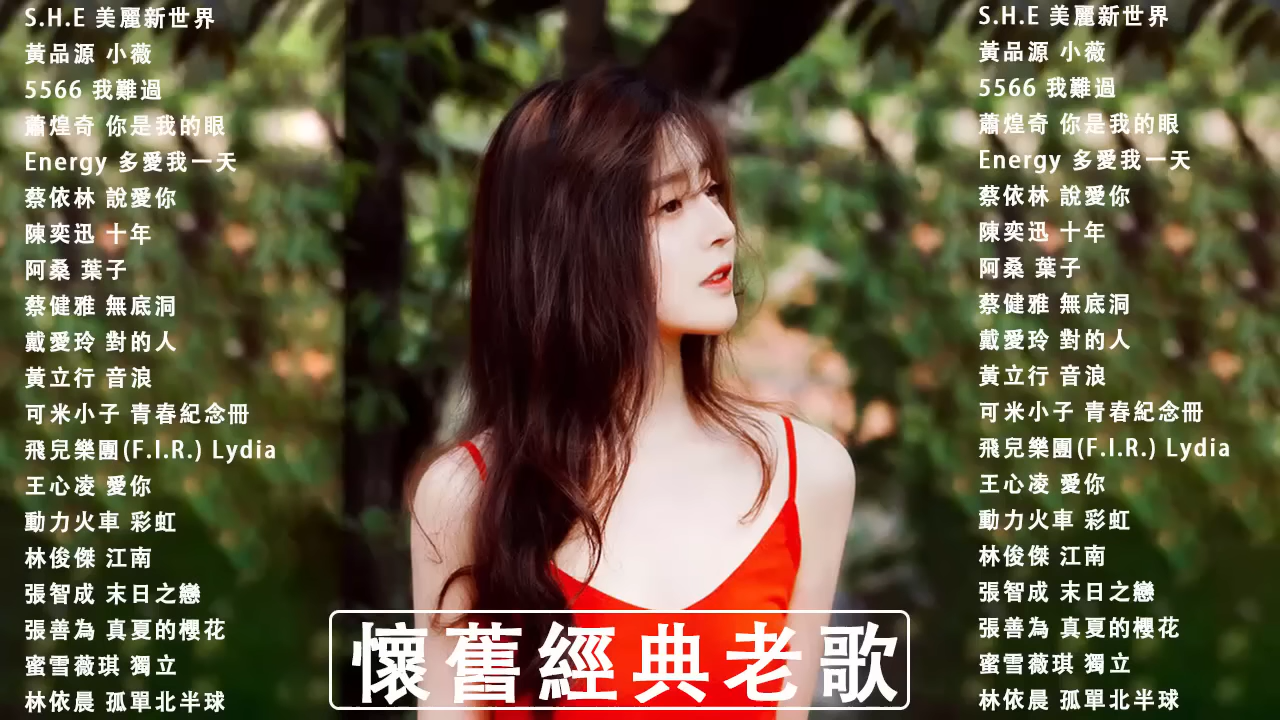 S.H.E 美麗新世界
黃品源 小薇
5566 我難過
蕭煌奇 你是我的眼
Energy 多愛我一天
蔡依林 說愛你
陳奕迅 十年
阿桑 葉子
蔡健雅 無底洞
戴愛玲 對的人
黃立行 音浪
可米小子 青春紀念冊
飛兒樂團(F.I.R.) Lydia
王心凌 愛你
動力火車 彩虹
林俊傑 江南
張智成 末日之戀
張善為 真夏的櫻花
蜜雪薇琪 獨立
林依晨 孤單北半球
S.H.E 美麗新世界
黃品源 小薇
5566 我難過
蕭煌奇 你是我的眼
Energy 多愛我一天
蔡依林 說愛你
陳奕迅 十年
阿桑 葉子
蔡健雅 無底洞
戴愛玲 對的人
黃立行 音浪
可米小子 青春紀念冊
飛兒樂團(F.I.R.) Lydia
王心凌 愛你
動力火車 彩虹
林俊傑 江南
張智成 末日之戀
張善為 真夏的櫻花
蜜雪薇琪 獨立
林依晨 孤單北半球
懷舊經典老歌